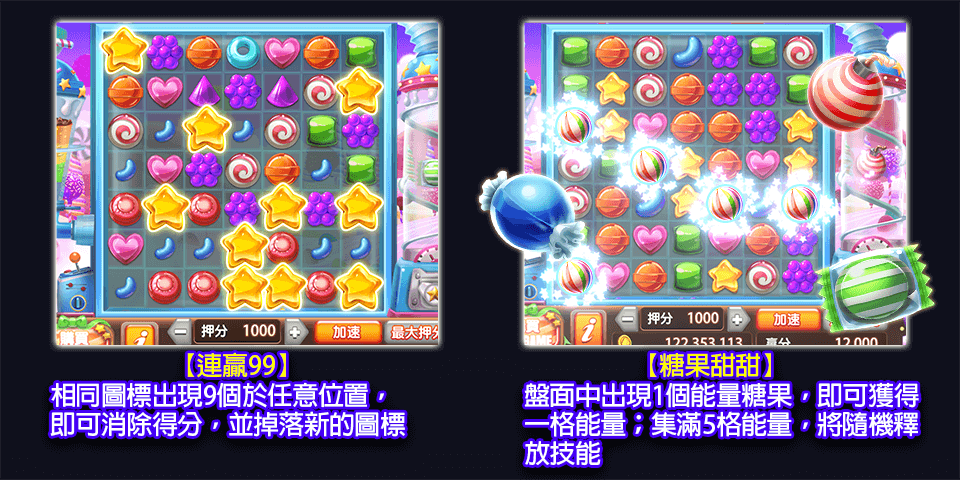 押分 1000
加速
最大押分
【連贏99】
相同圖標出現9個於任意位置，
即可消除得分，並掉落新的圖標
押分 1000
加速
122,353,113
贏分
12,000
【糖果甜甜】
盤面中出現1個能量糖果，即可獲得
一格能量；集滿5格能量，將隨機釋
放技能